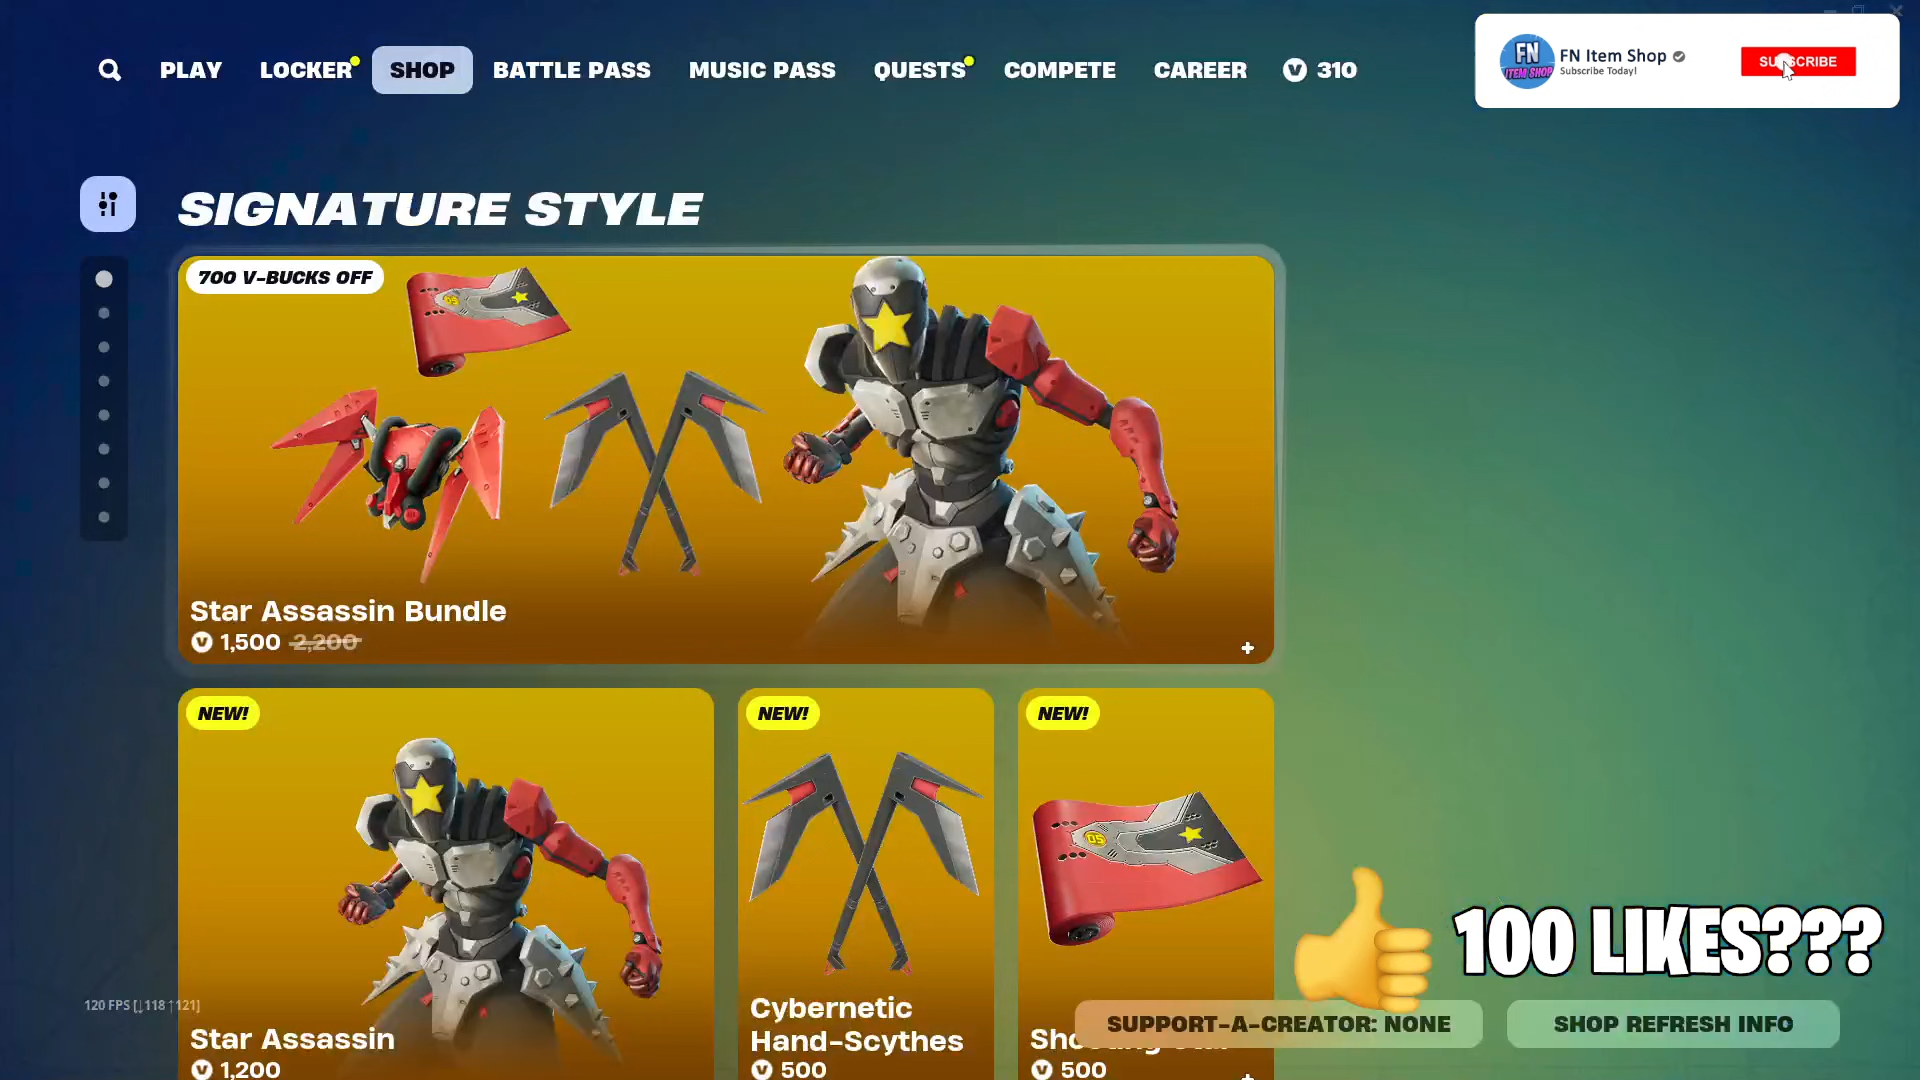 PLAY
LOCKER
SHOP
BATTLE PASS
MUSIC PASS
QUESTS
COMPETE
CAREER
310
FN
ITEM SHOP
FN Item Shop
Subscribe Today!
SUBSCRIBE
SIGNATURE STYLE
700 V-BUCKS OFF
Star Assassin Bundle
1,500 2,200
NEW!
NEW!
NEW!
05
100 LIKES???
120 FPS [↓118 ↑121]
Star Assassin
1,200
Cybernetic
Hand-Scythes
500
500
SUPPORT-A-CREATOR: NONE
SHOP REFRESH INFO